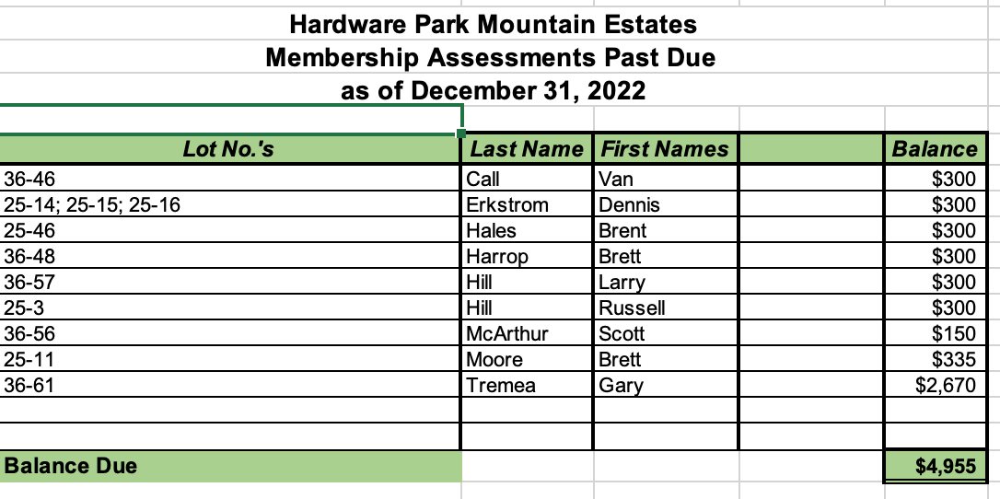 Hardware Park Mountain Estates
Membership Assessments Past Due
as of December 31, 2022
Lot No.'s Last Name First Names Balance
36-46 Call Van $300
25-14; 25-15; 25-16 Erkstrom Dennis $300
25-46 Hales Brent $300
36-48 Harrop Brett $300
36-57 Hill Larry $300
25-3 Hill Russell $300
36-56 McArthur Scott $150
25-11 Moore Brett $335
36-61 Tremea Gary $2,670
Balance Due $4,955